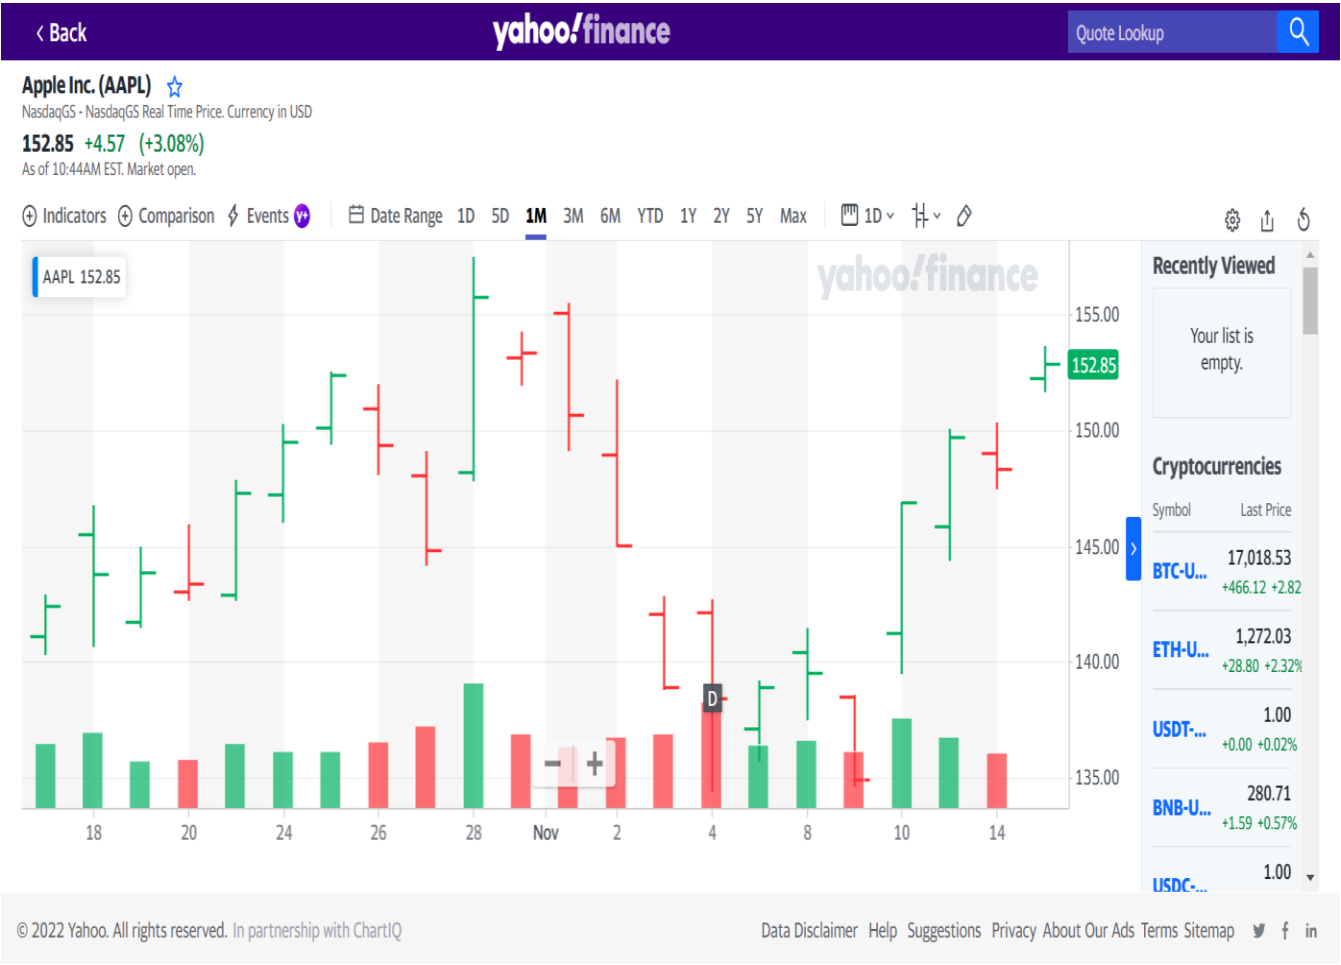 < Back
yahoo!finance
Quote Lookup
Apple Inc. (AAPL)
NasdaqGS - NasdaqGS Real Time Price. Currency in USD
152.85 +4.57 (+3.08%)
As of 10:44AM EST. Market open.
Indicators Comparison Events Y+ Date Range 1D 5D 1M 3M 6M YTD 1Y 2Y 5Y Max 1D
AAPL 152.85
yahoo!finance
155.00
152.85
150.00
145.00
140.00
135.00
D
− +
18 20 24 26 28 Nov 2 4 8 10 14
Recently Viewed
Your list is
empty.
Cryptocurrencies
Symbol Last Price
BTC-U... 17,018.53
+466.12 +2.82
ETH-U... 1,272.03
+28.80 +2.32%
USDT-... 1.00
+0.00 +0.02%
BNB-U... 280.71
+1.59 +0.57%
USDC-... 1.00
© 2022 Yahoo. All rights reserved. In partnership with ChartIQ
Data Disclaimer Help Suggestions Privacy About Our Ads Terms Sitemap